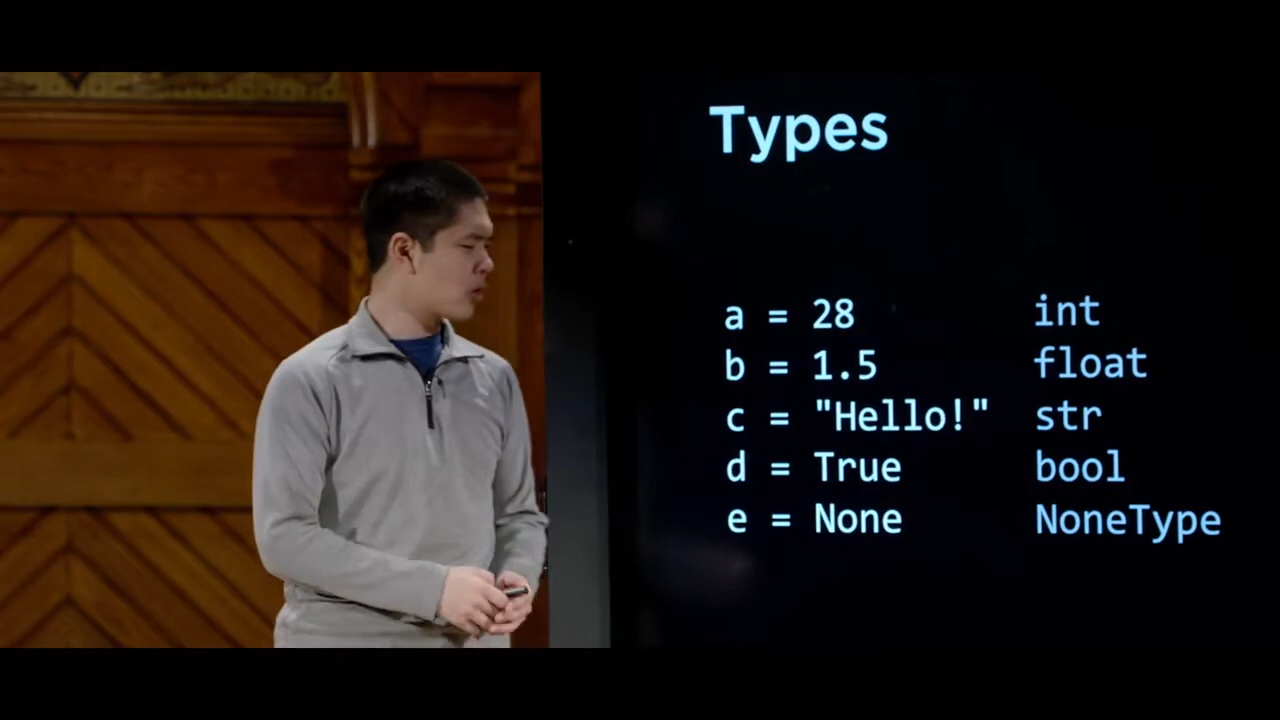 Types
a = 28 int
b = 1.5 float
c = "Hello!" str
d = True bool
e = None NoneType